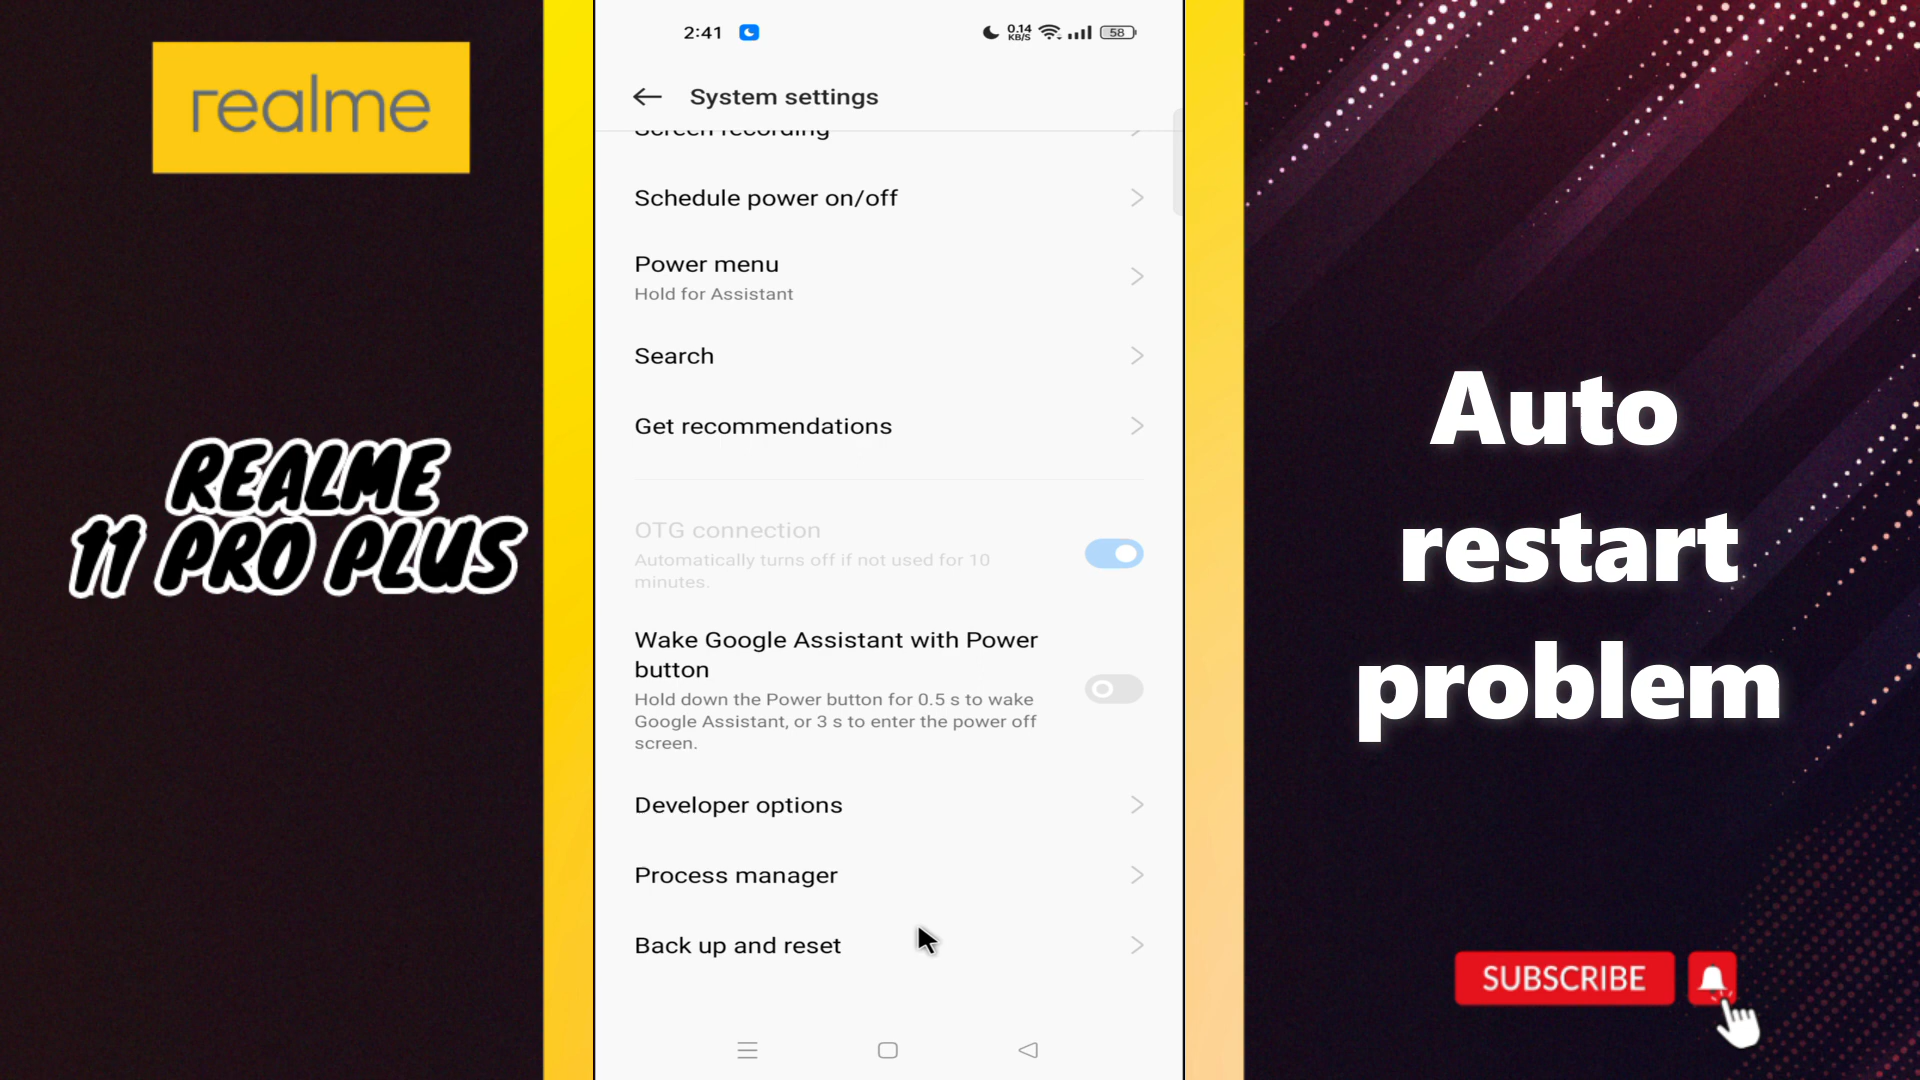 realme
REALME
11 PRO PLUS
2:41
0.14
KB/S
58
System settings
Screen recording
Schedule power on/off
Power menu
Hold for Assistant
Search
Get recommendations
OTG connection
Automatically turns off if not used for 10
minutes.
Wake Google Assistant with Power
button
Hold down the Power button for 0.5 s to wake
Google Assistant, or 3 s to enter the power off
screen.
Developer options
Process manager
Back up and reset
Auto
restart
problem
SUBSCRIBE